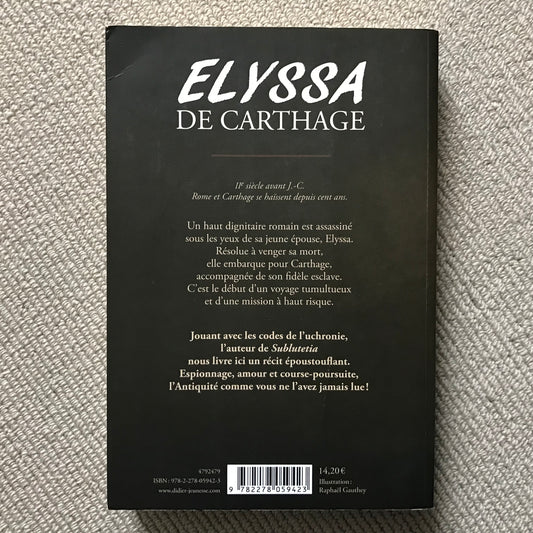 ELYSSA
DE CARTHAGE
IIe siècle avant J.-C.
Rome et Carthage se haïssent depuis cent ans.
Un haut dignitaire romain est assassiné
sous les yeux de sa jeune épouse, Elyssa.
Résolue à venger sa mort,
elle embarque pour Carthage,
accompagnée de son fidèle esclave.
C'est le début d'un voyage tumultueux
et d'une mission à haut risque.
Jouant avec les codes de l'uchronie,
l'auteur de Sublutetia
nous livre ici un récit époustouflant.
Espionnage, amour et course-poursuite,
l'Antiquité comme vous ne l'avez jamais lue !
4792479
ISBN : 978-2-278-05942-3
www.didier-jeunesse.com
9 782278 059423
14,20 €
Illustration :
Raphaël Gauthey